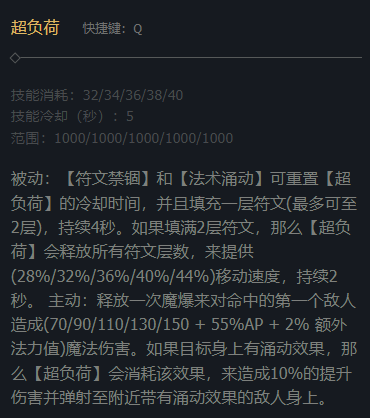 超负荷 快捷键：Q
技能消耗：32/34/36/38/40
技能冷却（秒）：5
范围：1000/1000/1000/1000/1000
被动：【符文禁锢】和【法术涌动】可重置【超
负荷】的冷却时间，并且填充一层符文(最多可至
2层)，持续4秒。如果填满2层符文，那么【超负
荷】会释放所有符文层数，来提供
(28%/32%/36%/40%/44%)移动速度，持续2
秒。 主动：释放一次魔爆来对命中的第一个敌人
造成(70/90/110/130/150 + 55%AP + 2% 额外
法力值)魔法伤害。如果目标身上有涌动效果，那
么【超负荷】会消耗该效果，来造成10%的提升
伤害并弹射至附近带有涌动效果的敌人身上。